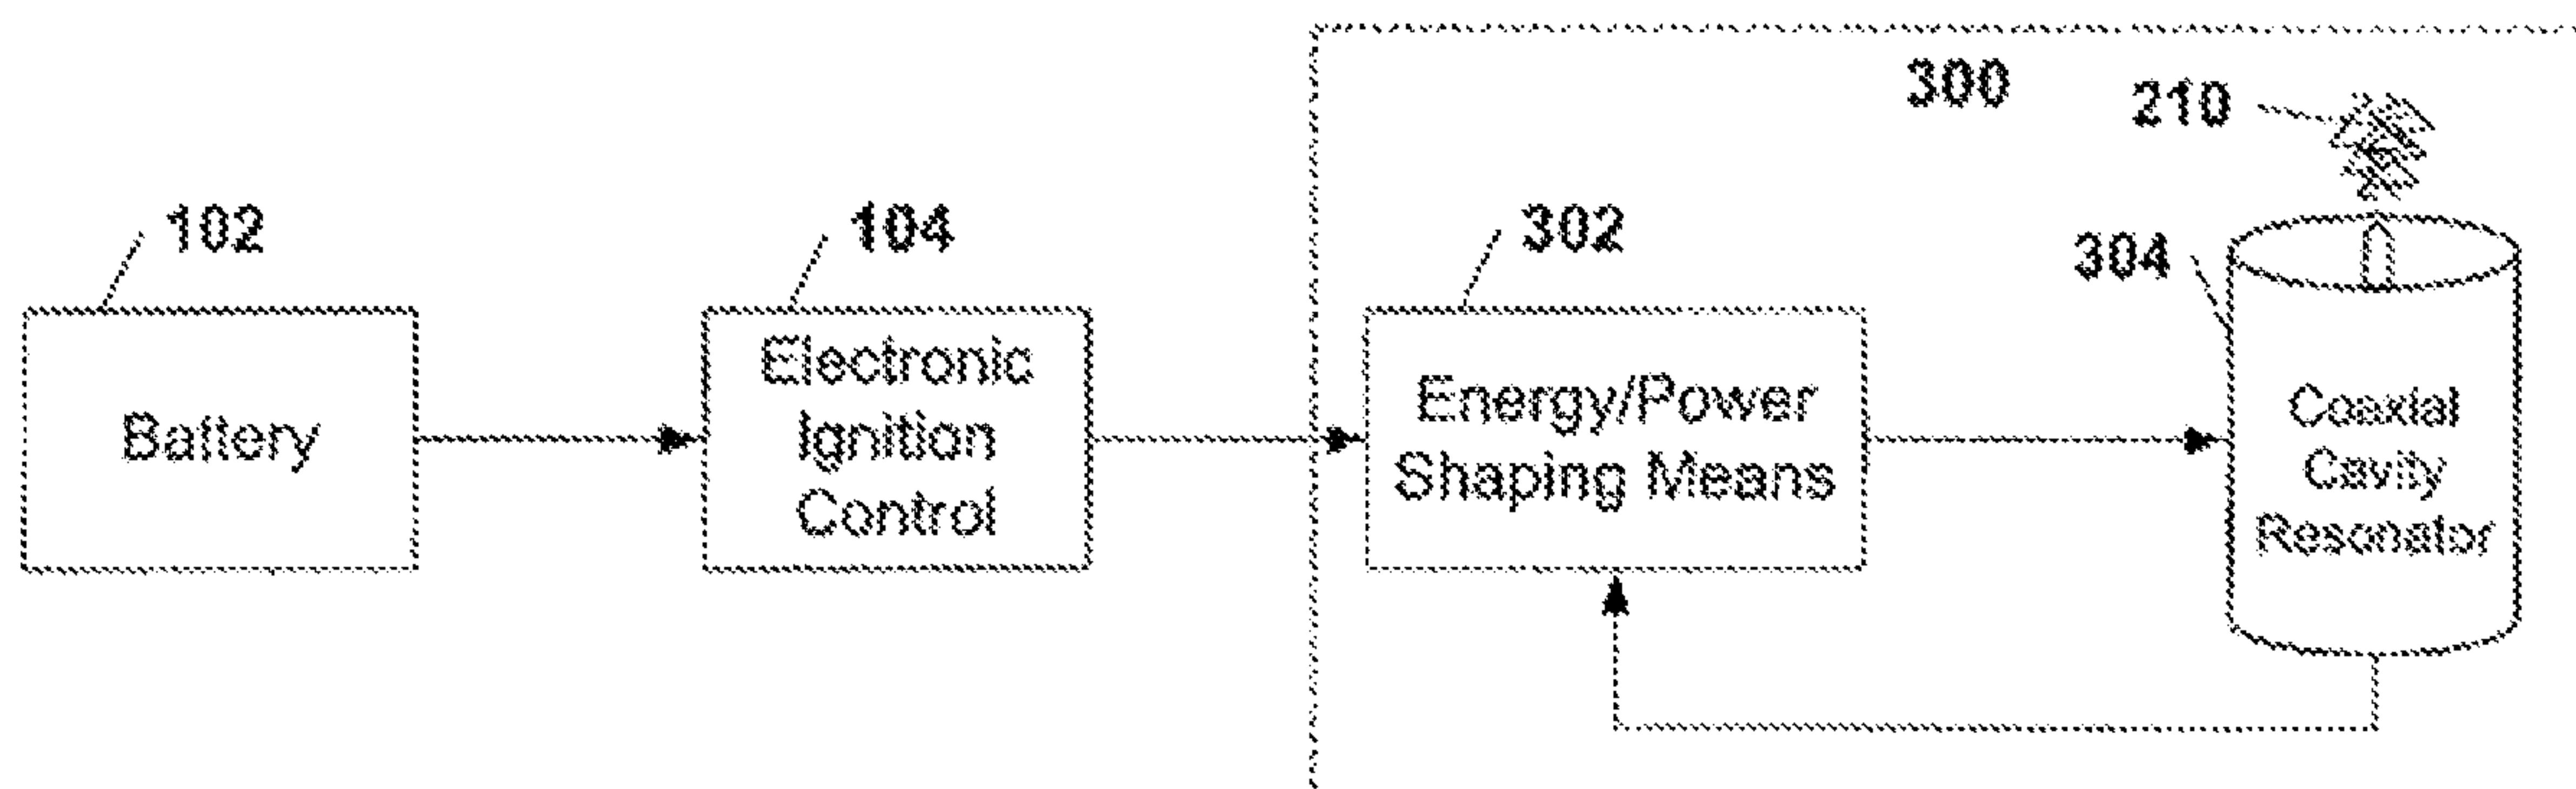 300
210
102
104
302
304
Battery
Electronic
Ignition
Control
Energy/Power
Shaping Means
Coaxial
Cavity
Resonator